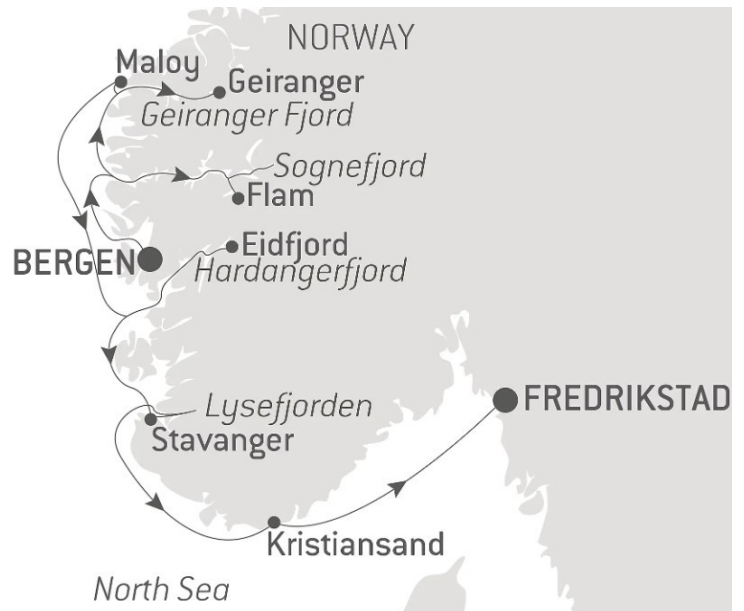 NORWAY
Maloy
Geiranger
Geiranger Fjord
Sognefjord
Flam
Eidfjord
BERGEN
Hardangerfjord
Lysefjorden
FREDRIKSTAD
Stavanger
Kristiansand
North Sea